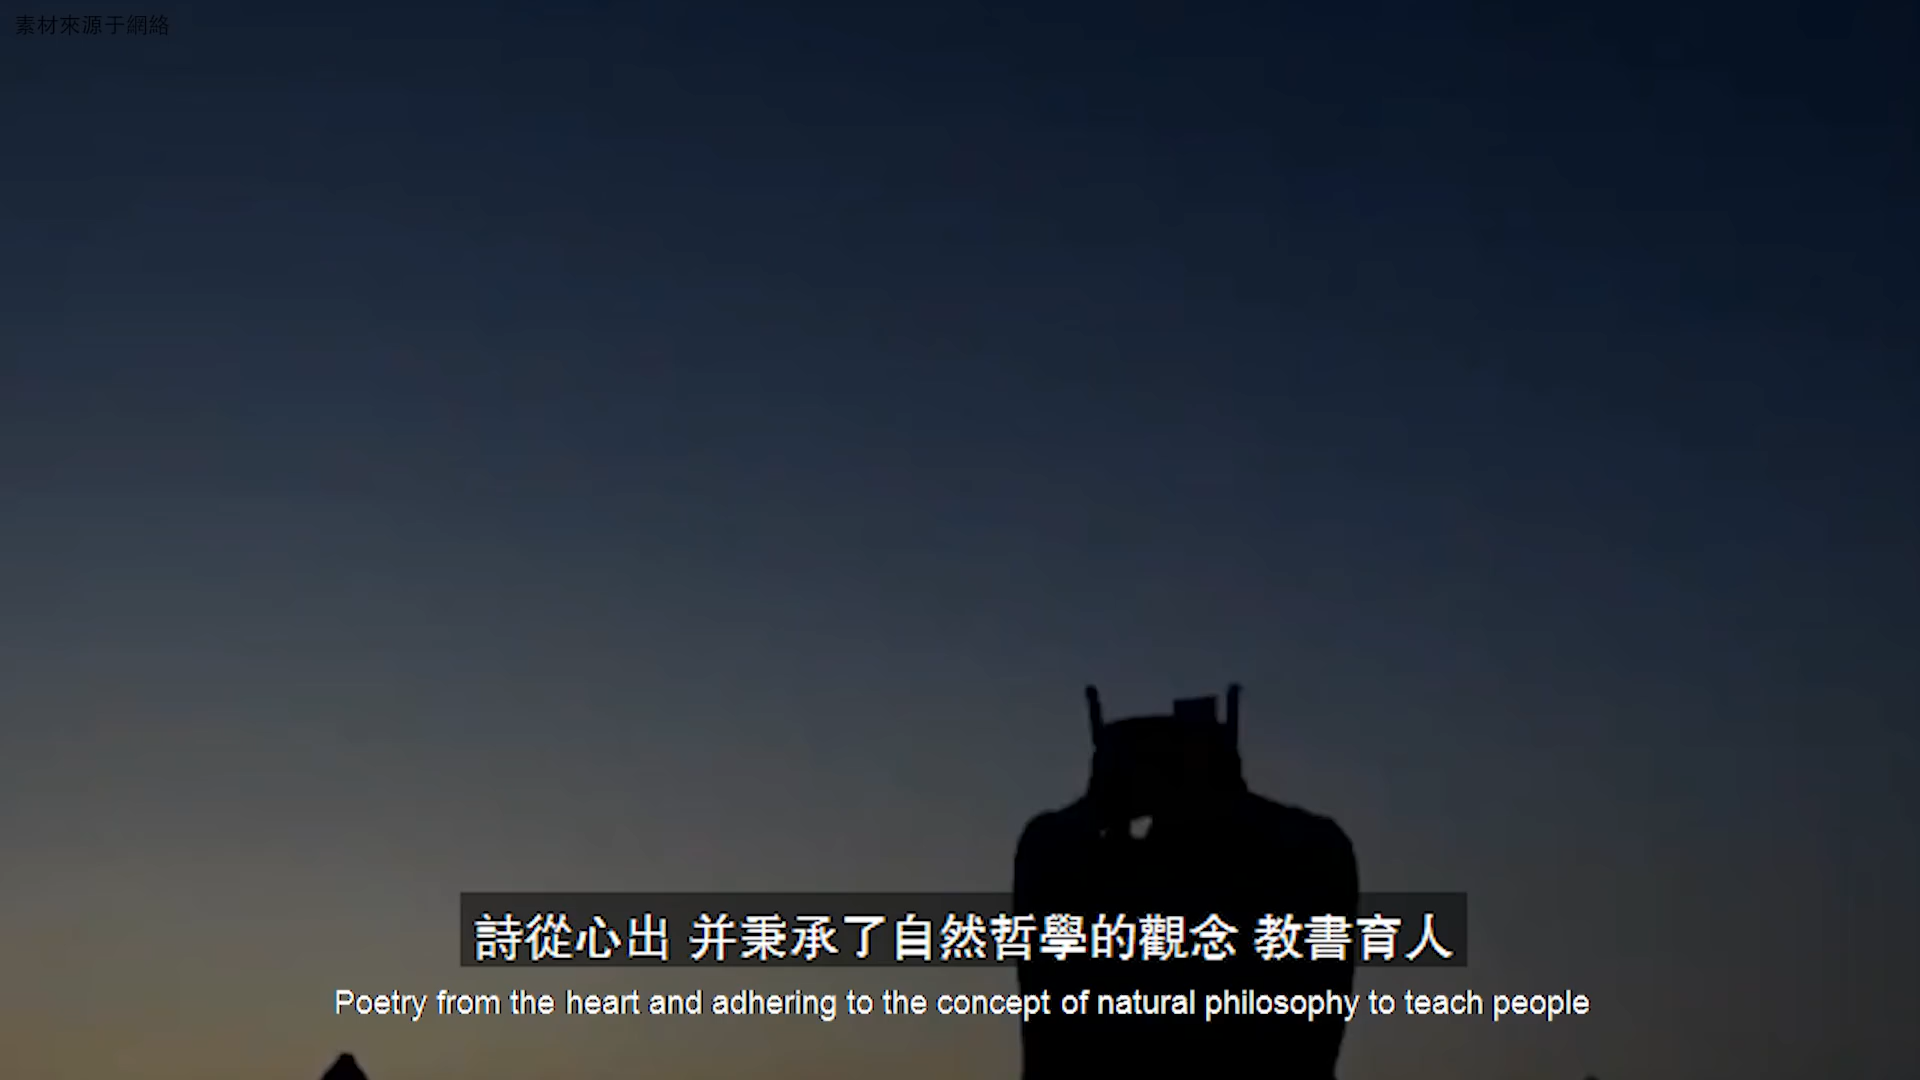 素材來源于網絡
詩從心出 并秉承了自然哲學的觀念 教書育人
Poetry from the heart and adhering to the concept of natural philosophy to teach people